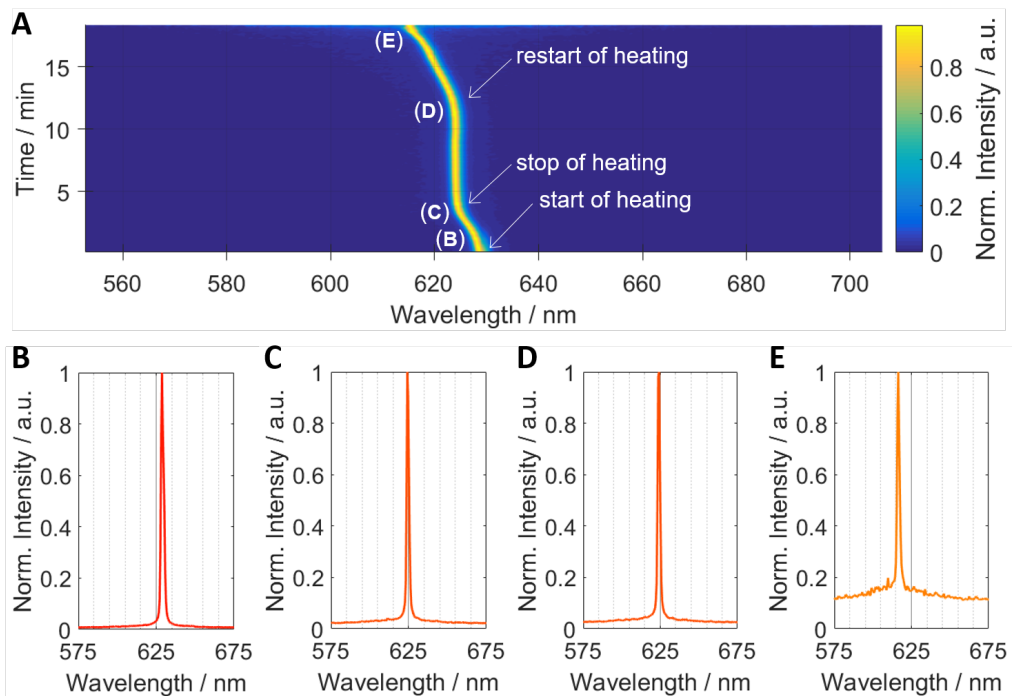 A
(E)
restart of heating
(D)
stop of heating
(C)
start of heating
(B)
15
10
5
Time / min
560 580 600 620 640 660 680 700
Wavelength / nm
0.8
0.6
0.4
0.2
0
Norm. Intensity / a.u.
B
1
0.8
0.6
0.4
0.2
0
Norm. Intensity / a.u.
575 625 675
Wavelength / nm
C
1
0.8
0.6
0.4
0.2
0
Norm. Intensity / a.u.
575 625 675
Wavelength / nm
D
1
0.8
0.6
0.4
0.2
0
Norm. Intensity / a.u.
575 625 675
Wavelength / nm
E
1
0.8
0.6
0.4
0.2
0
Norm. Intensity / a.u.
575 625 675
Wavelength / nm